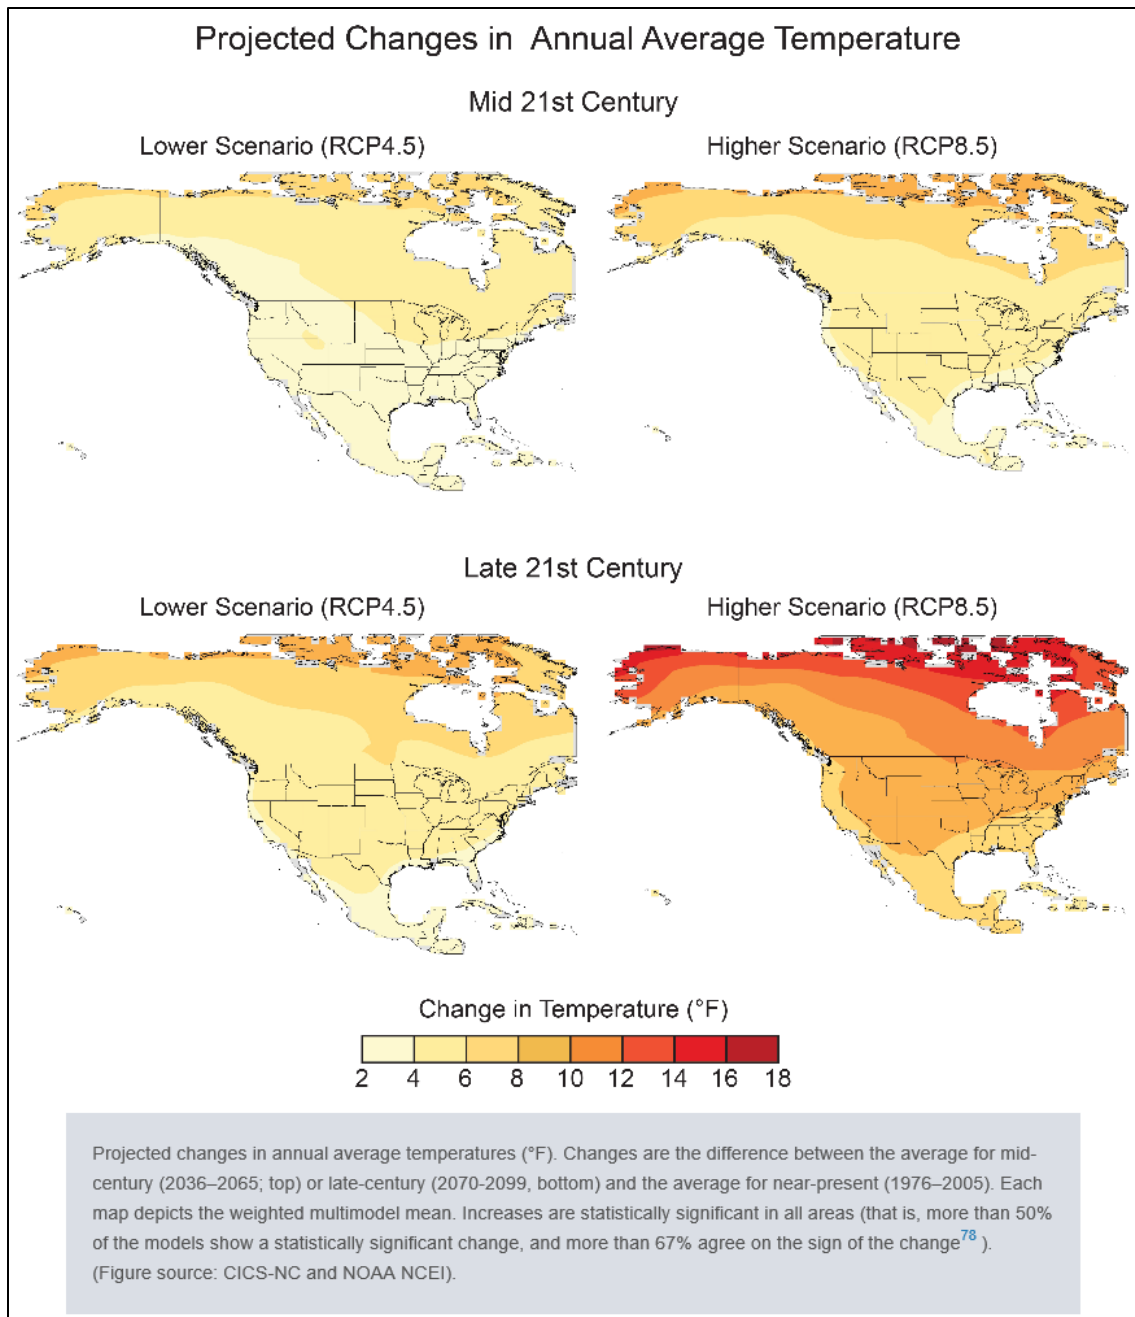 Projected Changes in  Annual Average Temperature
Mid 21st Century
Lower Scenario (RCP4.5)
Higher Scenario (RCP8.5)
Late 21st Century
Lower Scenario (RCP4.5)
Higher Scenario (RCP8.5)
Change in Temperature (°F)
2 4 6 8 10 12 14 16 18
Projected changes in annual average temperatures (°F). Changes are the difference between the average for mid-
century (2036–2065; top) or late-century (2070-2099, bottom) and the average for near-present (1976–2005). Each
map depicts the weighted multimodel mean. Increases are statistically significant in all areas (that is, more than 50%
of the models show a statistically significant change, and more than 67% agree on the sign of the change78 ).
(Figure source: CICS-NC and NOAA NCEI).